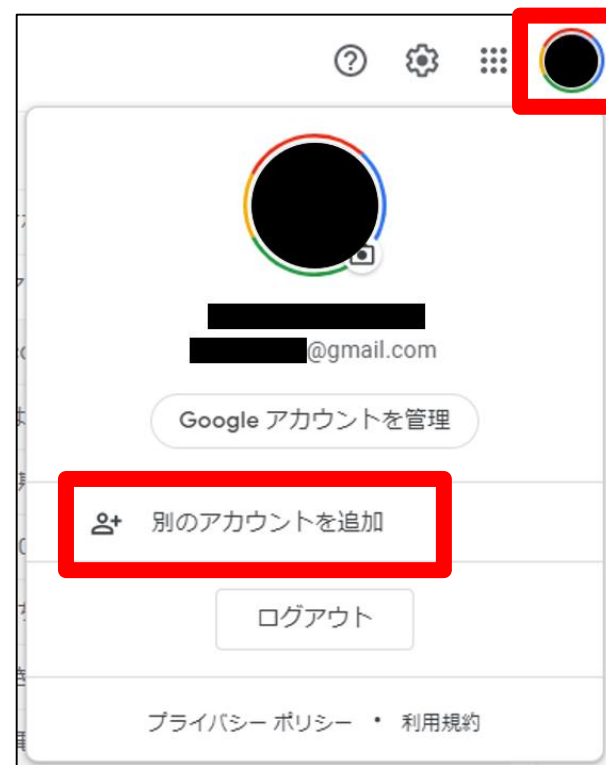 @gmail.com
Google アカウントを管理
別のアカウントを追加
ログアウト
プライバシー ポリシー • 利用規約